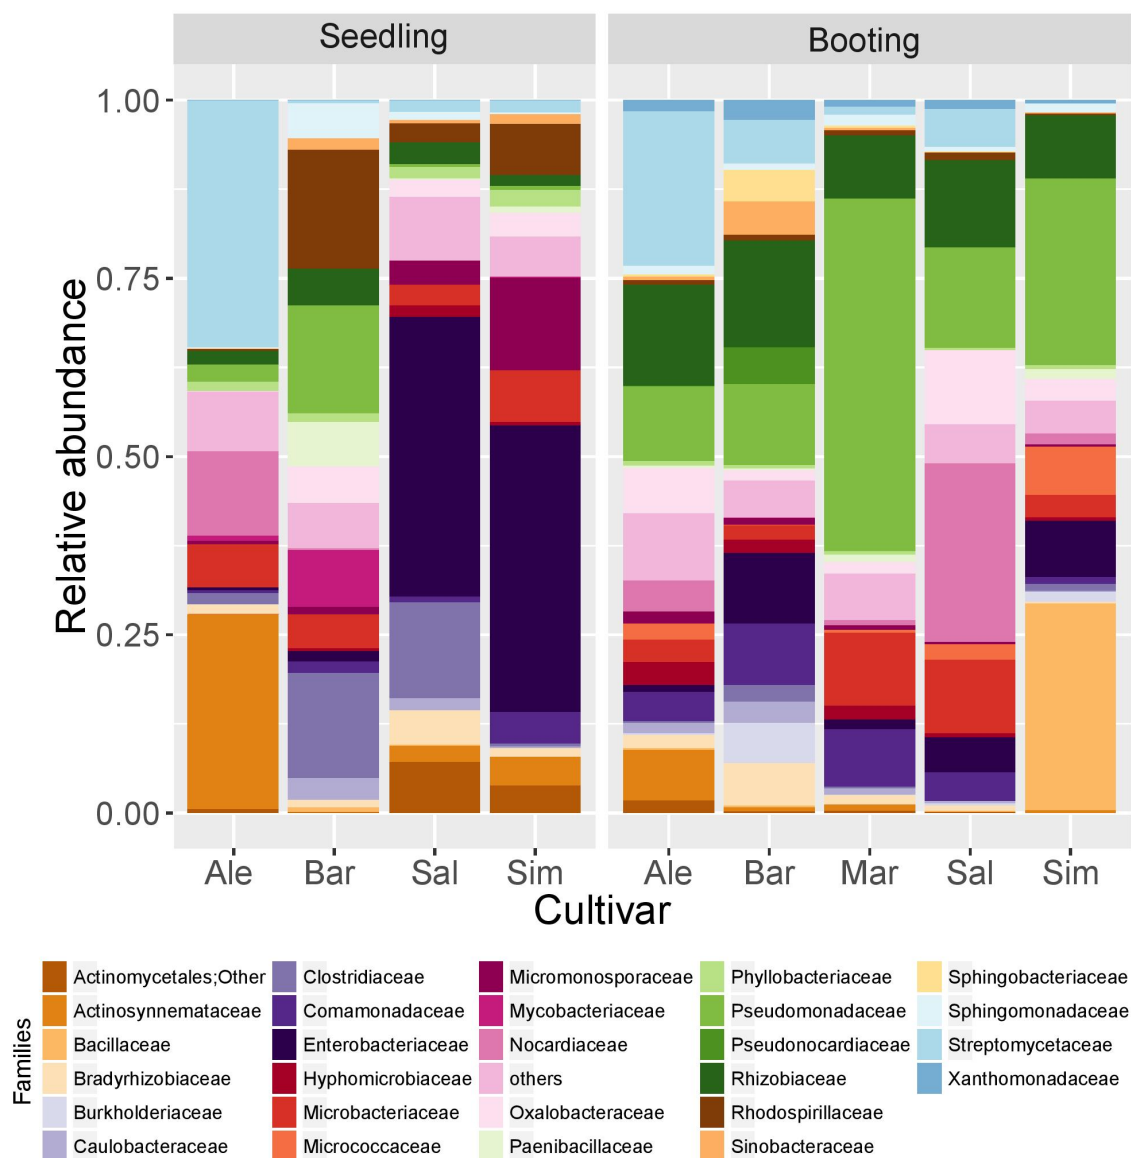 Seedling
Booting
Relative abundance
1.00
0.75
0.50
0.25
0.00
Ale Bar Sal Sim
Ale Bar Mar Sal Sim
Cultivar
Families
Actinomycetales;Other
Actinosynnemataceae
Bacillaceae
Bradyrhizobiaceae
Burkholderiaceae
Caulobacteraceae
Clostridiaceae
Comamonadaceae
Enterobacteriaceae
Hyphomicrobiaceae
Microbacteriaceae
Micrococcaceae
Micromonosporaceae
Mycobacteriaceae
Nocardiaceae
others
Oxalobacteraceae
Paenibacillaceae
Phyllobacteriaceae
Pseudomonadaceae
Pseudonocardiaceae
Rhizobiaceae
Rhodospirillaceae
Sinobacteraceae
Sphingobacteriaceae
Sphingomonadaceae
Streptomycetaceae
Xanthomonadaceae